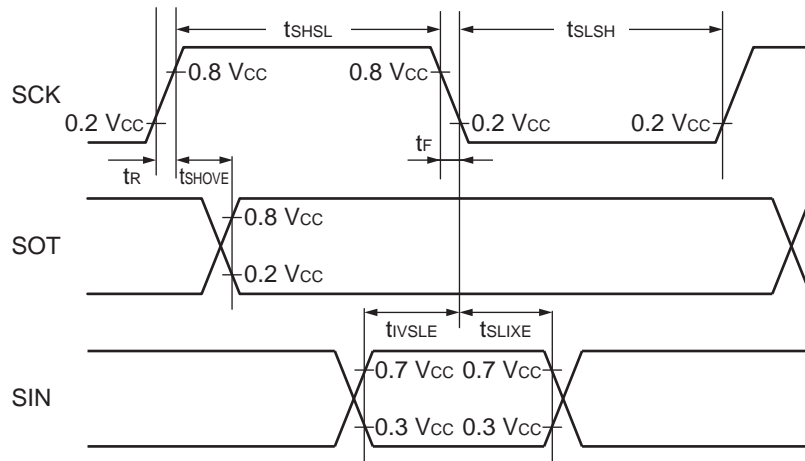 tSHSL tSLSH
SCK
0.8 VCC 0.8 VCC
0.2 VCC 0.2 VCC 0.2 VCC
tR tSHOVE tF
SOT
0.8 VCC
0.2 VCC
tIVSLE tSLIXE
SIN
0.7 VCC 0.7 VCC
0.3 VCC 0.3 VCC